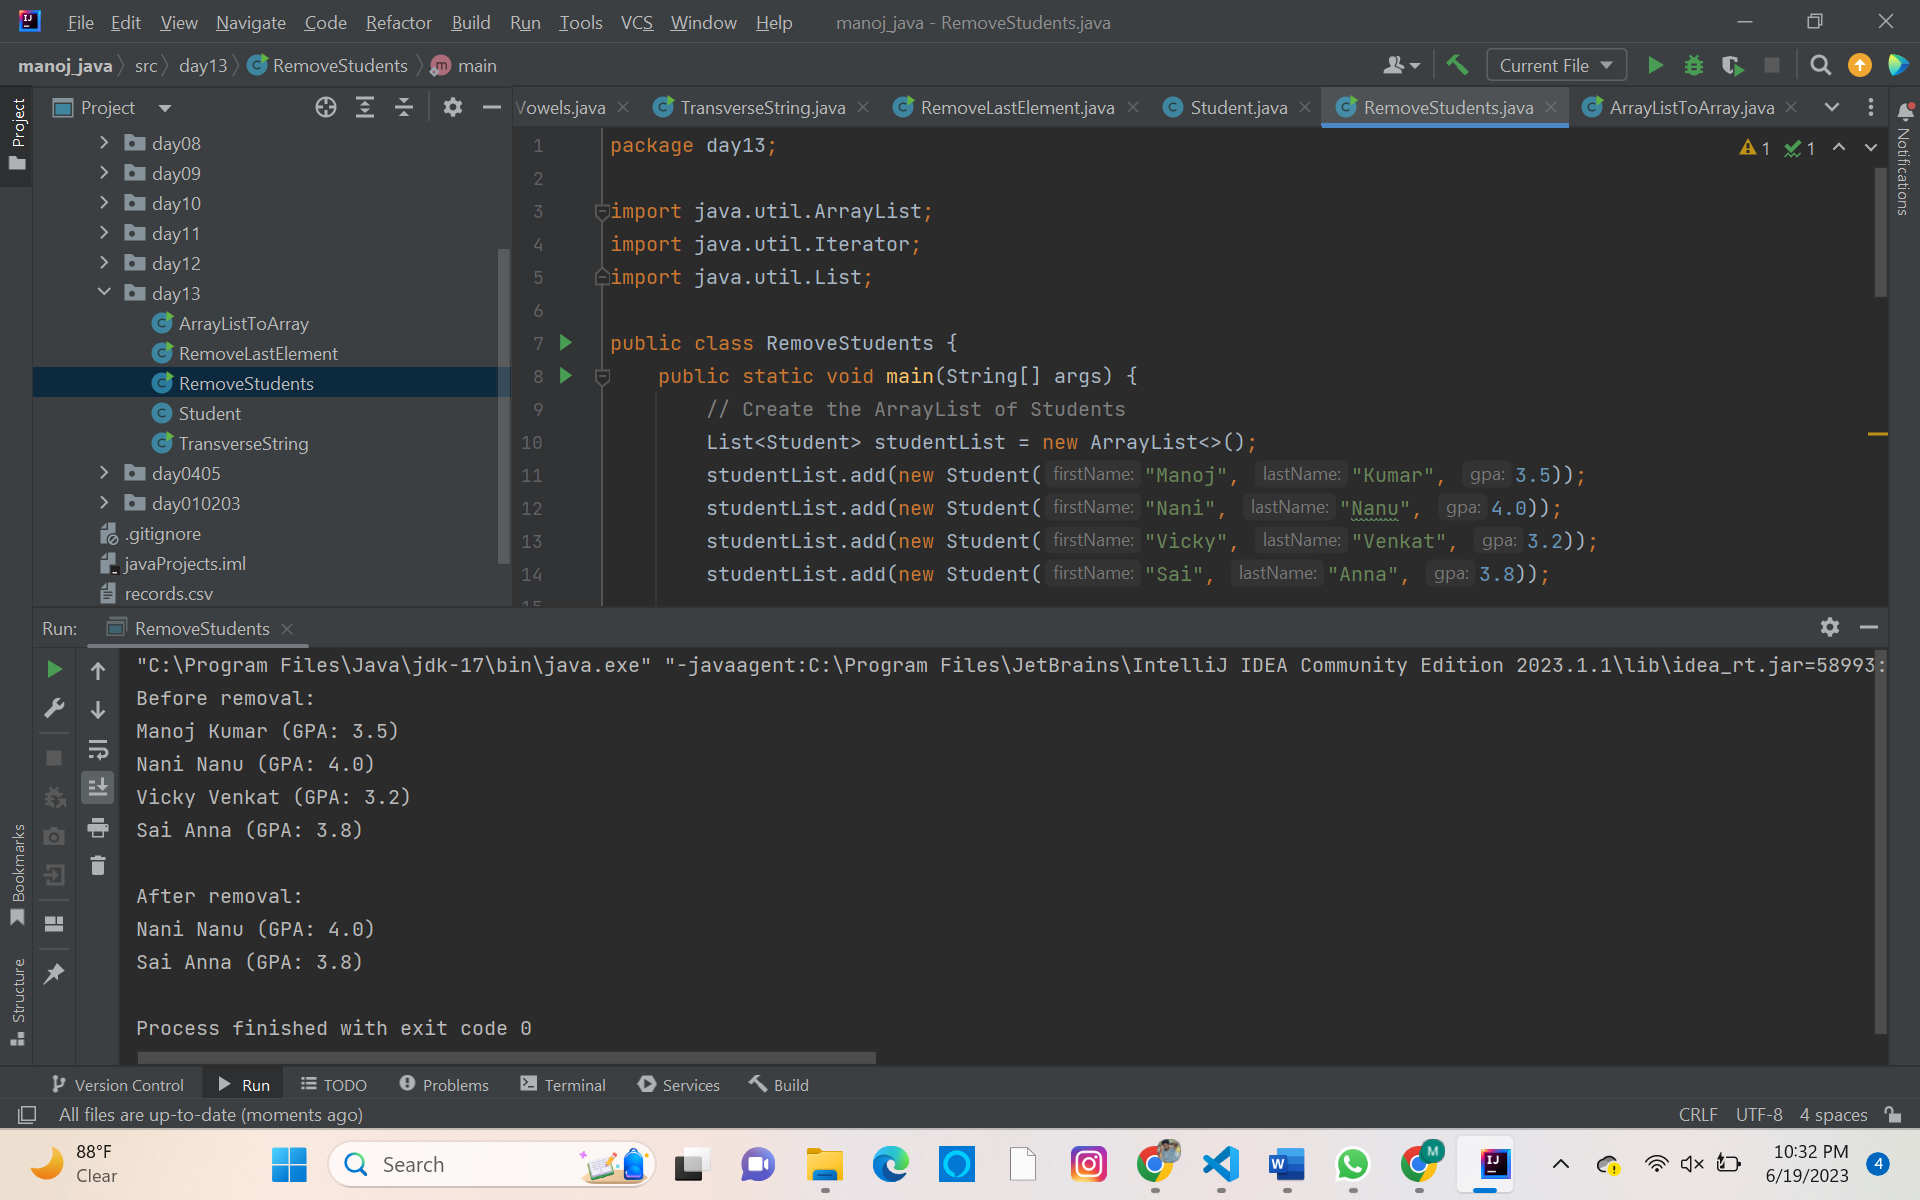 File Edit View Navigate Code Refactor Build Run Tools VCS Window Help manoj_java - RemoveStudents.java
manoj_java src day13 RemoveStudents main Current File
Project
Vowels.java TransverseString.java RemoveLastElement.java Student.java RemoveStudents.java ArrayListToArray.java
Project
Notifications
day08
day09
day10
day11
day12
day13
ArrayListToArray
RemoveLastElement
RemoveStudents
Student
TransverseString
day0405
day010203
.gitignore
javaProjects.iml
records.csv
1 package day13;
2
3 import java.util.ArrayList;
4 import java.util.Iterator;
5 import java.util.List;
6
7 public class RemoveStudents {
8 public static void main(String[] args) {
9 // Create the ArrayList of Students
10 List<Student> studentList = new ArrayList<>();
11 studentList.add(new Student( firstName: "Manoj", lastName: "Kumar", gpa: 3.5));
12 studentList.add(new Student( firstName: "Nani", lastName: "Nanu", gpa: 4.0));
13 studentList.add(new Student( firstName: "Vicky", lastName: "Venkat", gpa: 3.2));
14 studentList.add(new Student( firstName: "Sai", lastName: "Anna", gpa: 3.8));
15
1 1
Run: RemoveStudents
"C:\Program Files\Java\jdk-17\bin\java.exe" "-javaagent:C:\Program Files\JetBrains\IntelliJ IDEA Community Edition 2023.1.1\lib\idea_rt.jar=58993:
Before removal:
Manoj Kumar (GPA: 3.5)
Nani Nanu (GPA: 4.0)
Vicky Venkat (GPA: 3.2)
Sai Anna (GPA: 3.8)
After removal:
Nani Nanu (GPA: 4.0)
Sai Anna (GPA: 3.8)
Process finished with exit code 0
Bookmarks
Structure
Version Control Run TODO Problems Terminal Services Build
All files are up-to-date (moments ago) CRLF UTF-8 4 spaces
88°F
Clear
Search
M
IJ
10:32 PM
6/19/2023
4